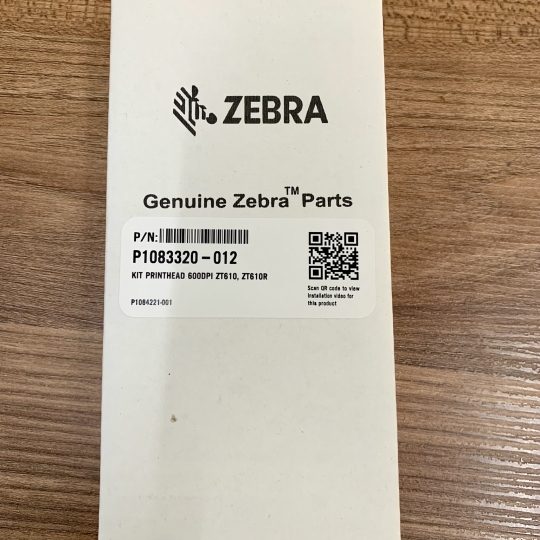 ZEBRA
Genuine Zebra™ Parts
P/N:
P1083320-012
KIT PRINTHEAD 600DPI ZT610, ZT610R
Scan QR code to view
installation video for
this product
P1084221-001